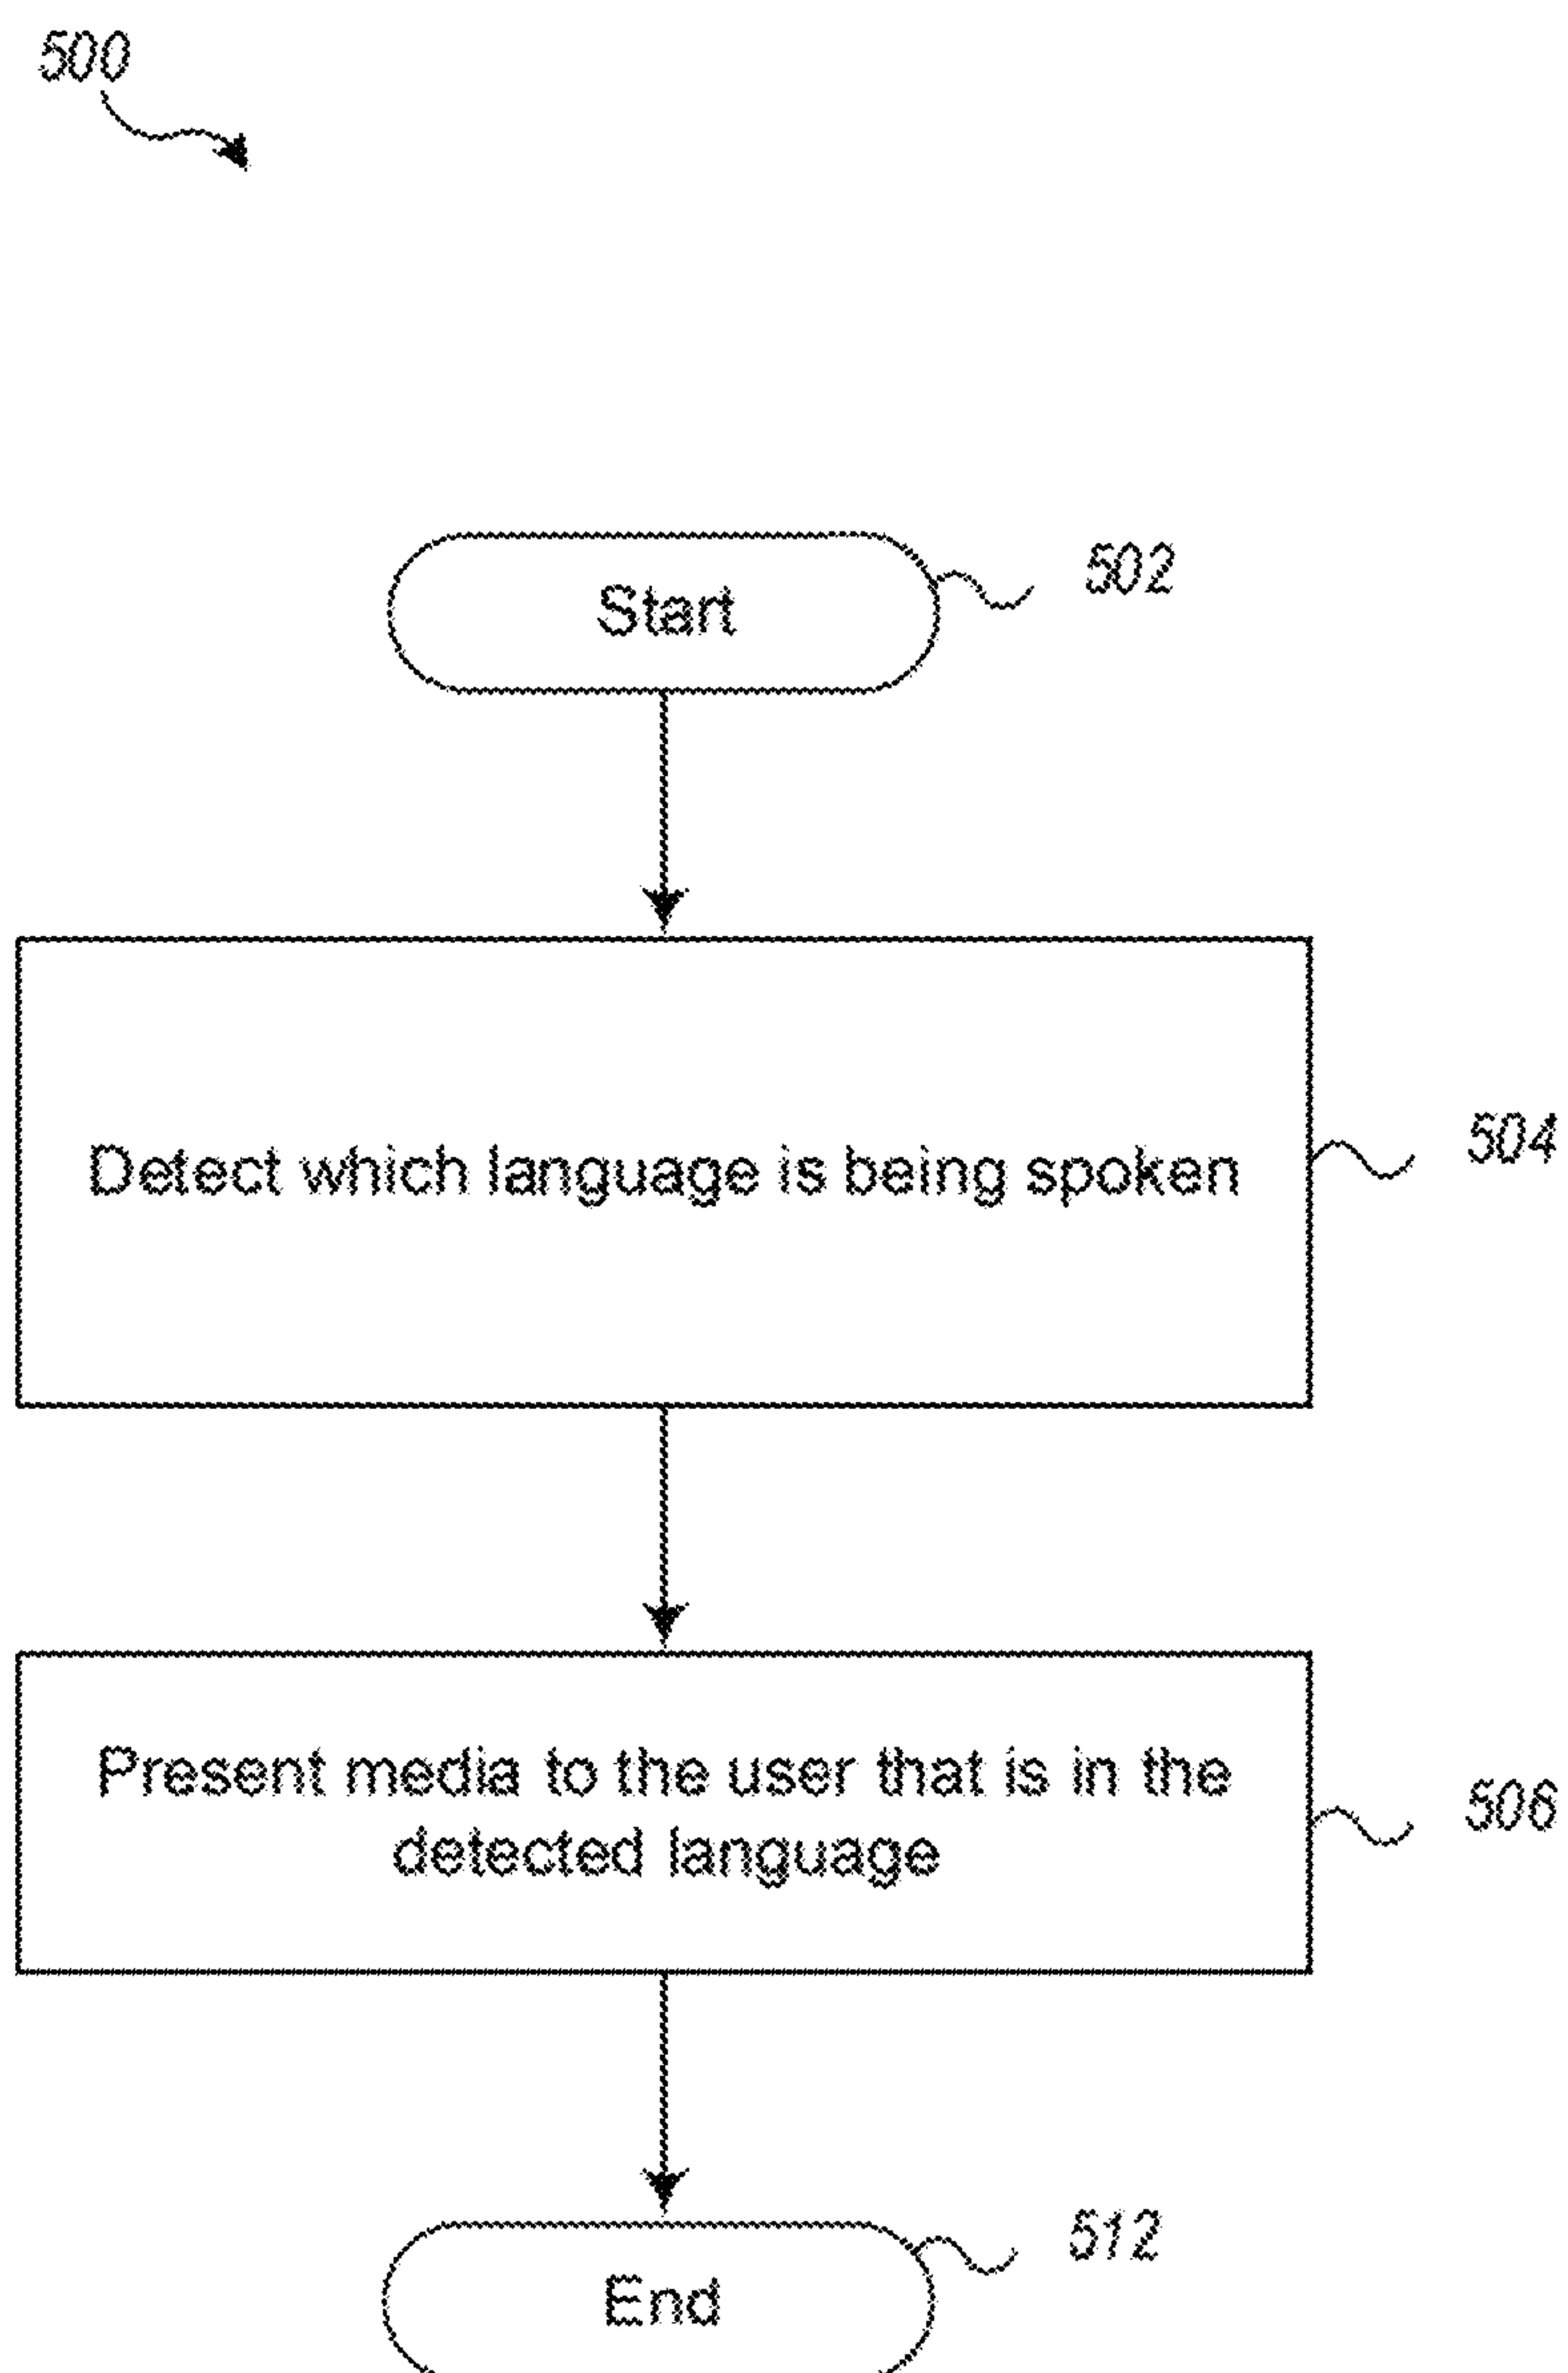 500
Start
502
Detect which language is being spoken
504
Present media to the user that is in the
detected language
506
End
512